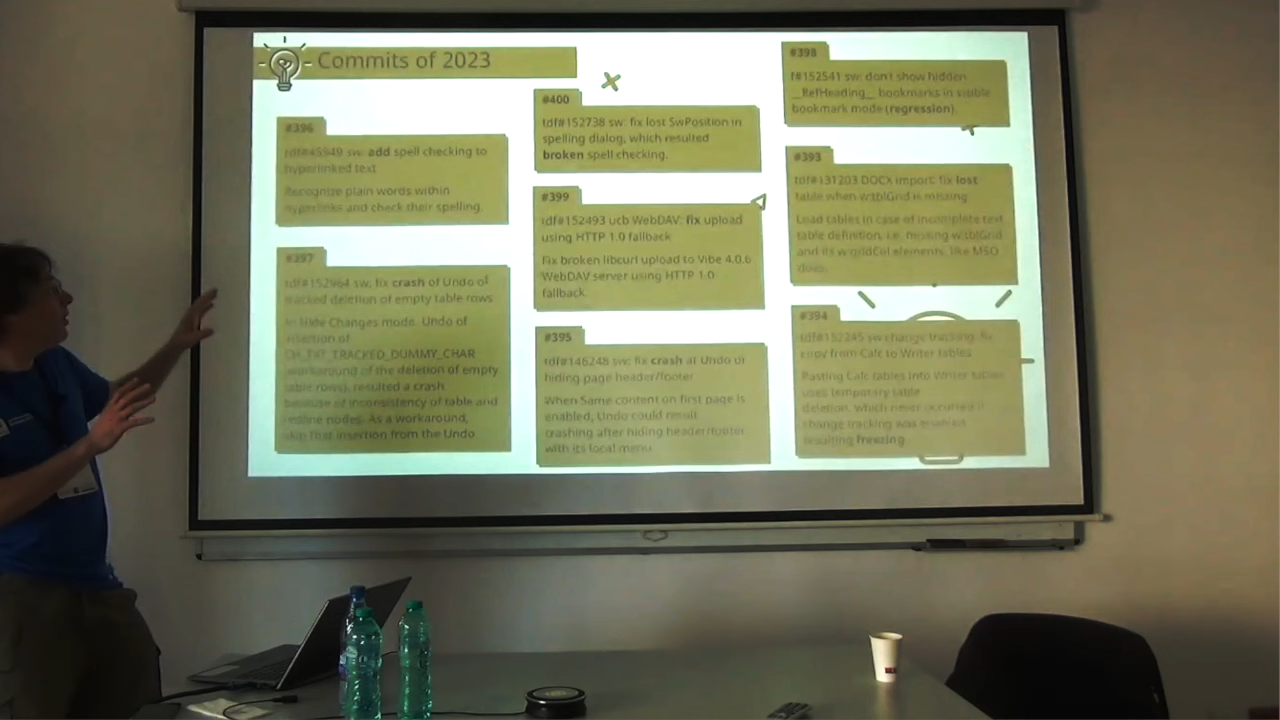 Commits of 2023
#396
tdf#45949 sw: add spell checking to
hyperlinked text
Recognize plain words within
hyperlinks and check their spelling.
#397
tdf#152964 sw: fix crash of Undo of
tracked deletion of empty table rows
In Hide Changes mode, Undo of
insertion of
CH_TXT_TRACKED_DUMMY_CHAR
(workaround of the deletion of empty
table rows), resulted a crash
because of inconsistency of table and
redline nodes. As a workaround,
skip that insertion from the Undo
#400
tdf#152738 sw: fix lost SwPosition in
spelling dialog, which resulted
broken spell checking.
#399
tdf#152493 ucb WebDAV: fix upload
using HTTP 1.0 fallback
Fix broken libcurl upload to Vibe 4.0.6
WebDAV server using HTTP 1.0
fallback.
#395
tdf#146248 sw: fix crash at Undo of
hiding page header/footer
When Same content on first page is
enabled, Undo could result
crashing after hiding header/footer
with its local menu.
#398
f#152541 sw: don't show hidden
__RefHeading__ bookmarks in visible
bookmark mode (regression).
#393
tdf#131203 DOCX import: fix lost
table when w:tblGrid is missing
Load tables in case of incomplete text
table definition, i.e. missing w:tblGrid
and its w:gridCol elements, like MSO
does.
#394
tdf#152245 sw change tracking: fix
copy from Calc to Writer tables
Pasting Calc tables into Writer tables
uses temporary table
deletion, which never occurred if
change tracking was enabled
resulting freezing